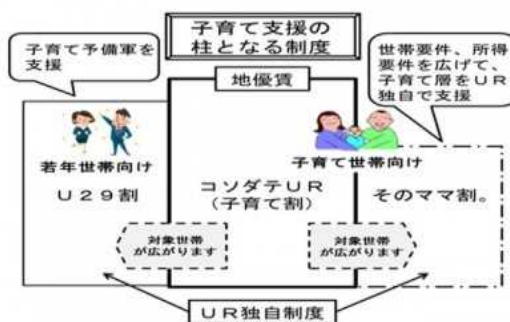 子育て支援の
柱となる制度
子育て予備軍を
支援
世帯要件、所得
要件を広げて、
子育て層をUR
独自で支援
地優賃
若年世帯向け
U29割
子育て世帯向け
コソダテUR
(子育て割)
そのママ割。
対象世帯
が広がります
対象世帯
が広がります
UR独自制度